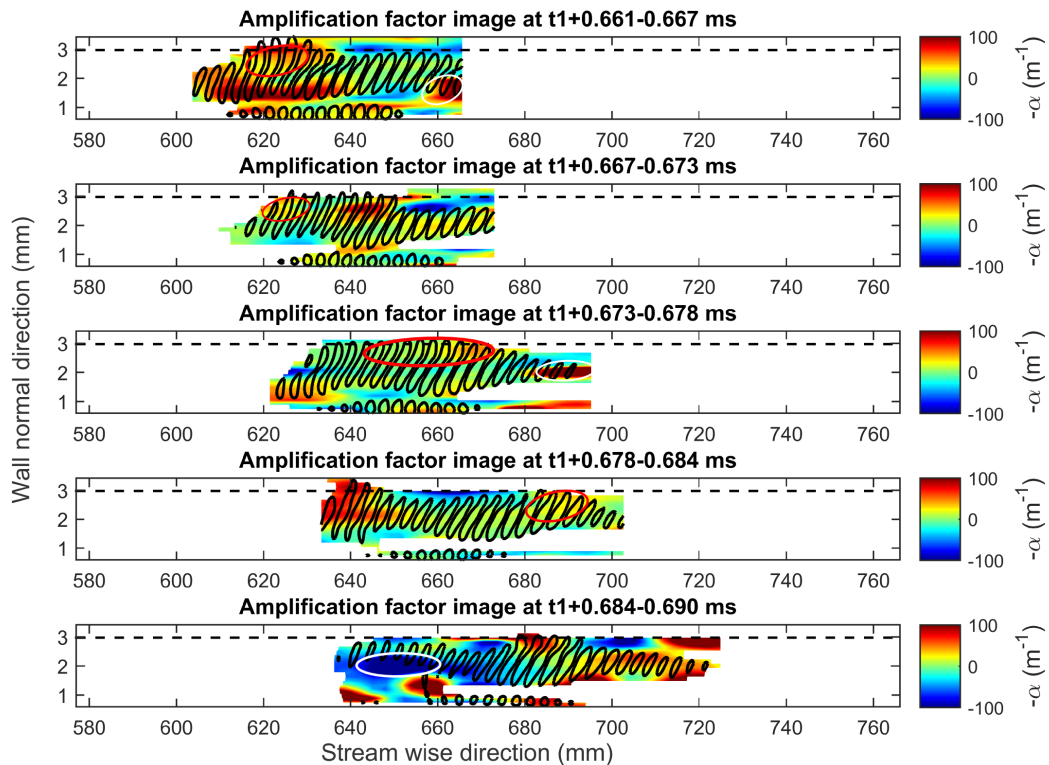 Amplification factor image at t1+0.661-0.667 ms
3
2
1
580 600 620 640 660 680 700 720 740 760
100
0
-100
-α (m⁻¹)
Amplification factor image at t1+0.667-0.673 ms
3
2
1
580 600 620 640 660 680 700 720 740 760
100
0
-100
-α (m⁻¹)
Amplification factor image at t1+0.673-0.678 ms
3
2
1
580 600 620 640 660 680 700 720 740 760
100
0
-100
-α (m⁻¹)
Amplification factor image at t1+0.678-0.684 ms
3
2
1
580 600 620 640 660 680 700 720 740 760
100
0
-100
-α (m⁻¹)
Amplification factor image at t1+0.684-0.690 ms
3
2
1
580 600 620 640 660 680 700 720 740 760
100
0
-100
-α (m⁻¹)
Wall normal direction (mm)
Stream wise direction (mm)